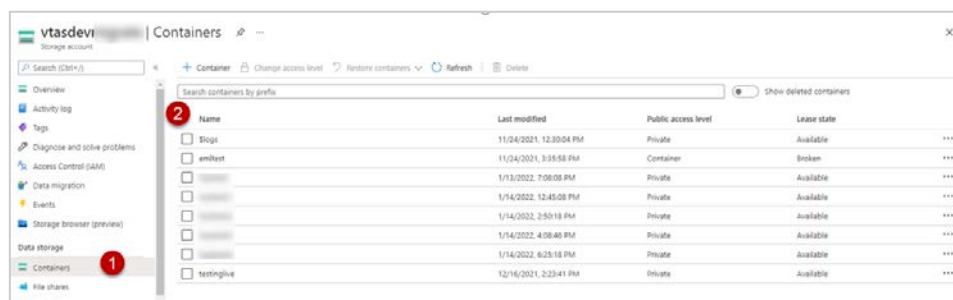 vtasdev | Containers
Storage account
Search (Ctrl+/)
Overview
Activity log
Tags
Diagnose and solve problems
Access Control (IAM)
Data migration
Events
Storage browser (preview)
Data storage
Containers
1
File shares
+ Container Change access level Restore containers Refresh Delete
Search containers by prefix
Show deleted containers
2
Name Last modified Public access level Lease state
$logs 11/24/2021, 12:30:04 PM Private Available
emltest 11/24/2021, 3:35:58 PM Container Broken
1/13/2022, 7:08:08 PM Private Available
1/14/2022, 12:45:08 PM Private Available
1/14/2022, 2:50:18 PM Private Available
1/14/2022, 4:08:46 PM Private Available
1/14/2022, 6:25:18 PM Private Available
testinglive 12/16/2021, 2:23:41 PM Private Available